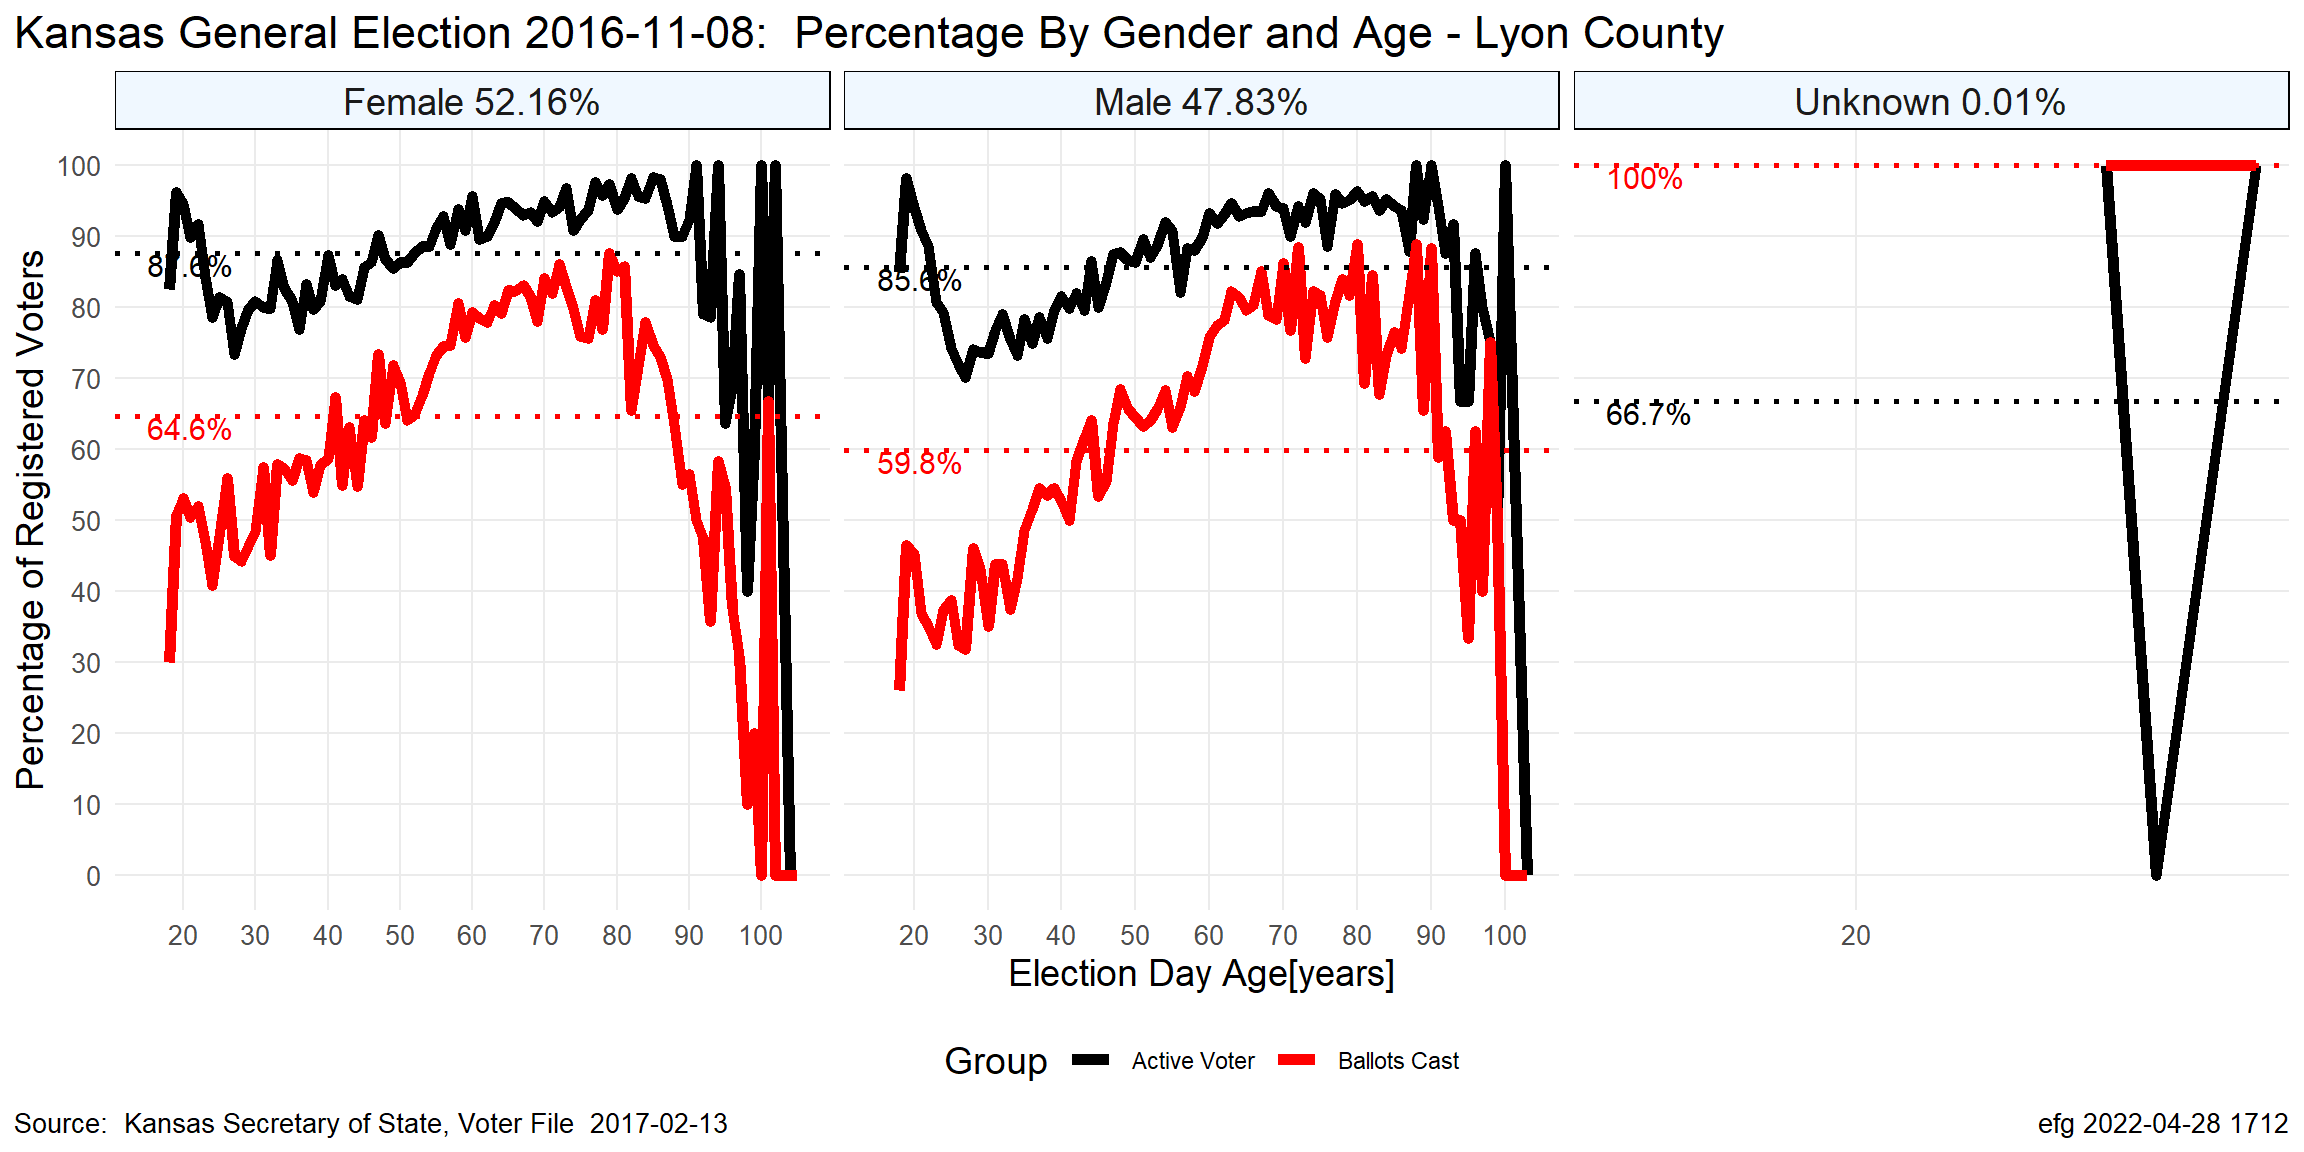 Kansas General Election 2016-11-08:  Percentage By Gender and Age - Lyon County
Female 52.16%
Male 47.83%
Unknown 0.01%
Percentage of Registered Voters
100
90
80
70
60
50
40
30
20
10
0
87.6%
64.6%
85.6%
59.8%
100%
66.7%
20 30 40 50 60 70 80 90 100
20 30 40 50 60 70 80 90 100
20
Election Day Age[years]
Group Active Voter Ballots Cast
Source:  Kansas Secretary of State, Voter File  2017-02-13
efg 2022-04-28 1712